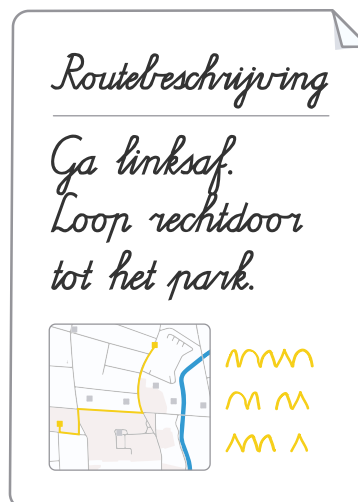 Routebeschrijving
Ga linksaf.
Loop rechtdoor
tot het park.